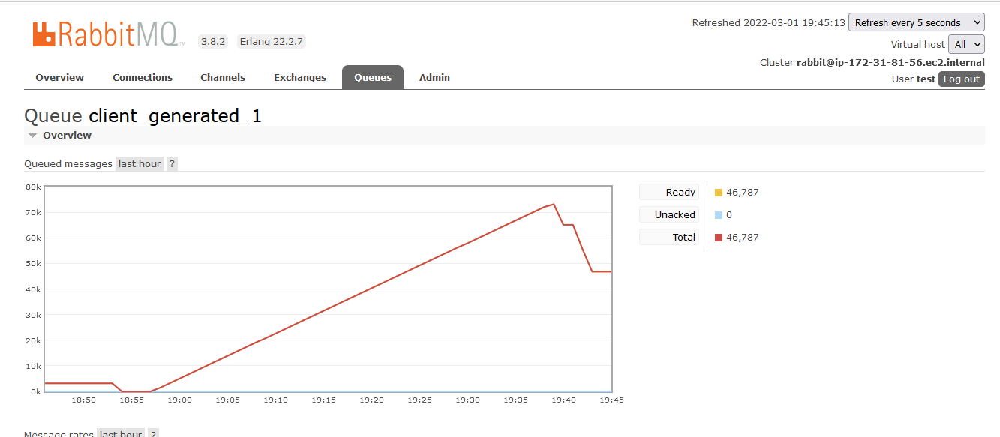 RabbitMQ TM 3.8.2 Erlang 22.2.7
Refreshed 2022-03-01 19:45:13 Refresh every 5 seconds
Virtual host All
Cluster rabbit@ip-172-31-81-56.ec2.internal
User test Log out
Overview Connections Channels Exchanges Queues Admin
Queue client_generated_1
Overview
Queued messages last hour ?
80k
70k
60k
50k
40k
30k
20k
10k
0k
18:50 18:55 19:00 19:05 19:10 19:15 19:20 19:25 19:30 19:35 19:40 19:45
Ready 46,787
Unacked 0
Total 46,787
Message rates last hour ?